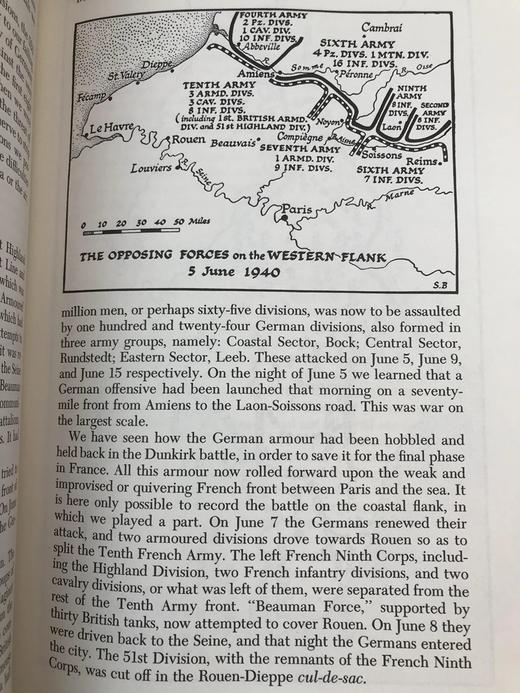 FOURTH ARMY
2 Pz. DIVS.
1 CAV. DIV.
10 INF. DIVS.
Abbeville
Cambrai
SIXTH ARMY
4 Pz. DIVS. 1 MTN. DIV.
16 INF. DIVS.
Dieppe
St. Valery
Fécamp
Amiens
Somme
Péronne
R. Oise
TENTH ARMY
3 ARMD. DIVS.
3 CAV. DIVS.
8 INF. DIVS.
(including 1st. BRITISH ARMD.
DIV. and 51st HIGHLAND DIV.)
NINTH
ARMY
INF.
DIVS.
SECOND
ARMY
INF.
DIVS.
Noyon
Laon
Le Havre
Rouen
Beauvais
Compiègne
R. Aisne
Soissons
Reims
SEVENTH ARMY
1 ARMD. DIV.
9 INF. DIVS.
SIXTH ARMY
7 INF. DIVS.
Louviers
R. Seine
Paris
R. Marne
0 10 20 30 40 50 Miles
THE OPPOSING FORCES on the WESTERN FLANK
5 June 1940
S.B
million men, or perhaps sixty-five divisions, was now to be assaulted
by one hundred and twenty-four German divisions, also formed in
three army groups, namely: Coastal Sector, Bock; Central Sector,
Rundstedt; Eastern Sector, Leeb. These attacked on June 5, June 9,
and June 15 respectively. On the night of June 5 we learned that a
German offensive had been launched that morning on a seventy-
mile front from Amiens to the Laon-Soissons road. This was war on
the largest scale.
We have seen how the German armour had been hobbled and
held back in the Dunkirk battle, in order to save it for the final phase
in France. All this armour now rolled forward upon the weak and
improvised or quivering French front between Paris and the sea. It
is here only possible to record the battle on the coastal flank, in
which we played a part. On June 7 the Germans renewed their
attack, and two armoured divisions drove towards Rouen so as to
split the Tenth French Army. The left French Ninth Corps, includ-
ing the Highland Division, two French infantry divisions, and two
cavalry divisions, or what was left of them, were separated from the
rest of the Tenth Army front. "Beauman Force," supported by
thirty British tanks, now attempted to cover Rouen. On June 8 they
were driven back to the Seine, and that night the Germans entered
the city. The 51st Division, with the remnants of the French Ninth
Corps, was cut off in the Rouen-Dieppe cul-de-sac.